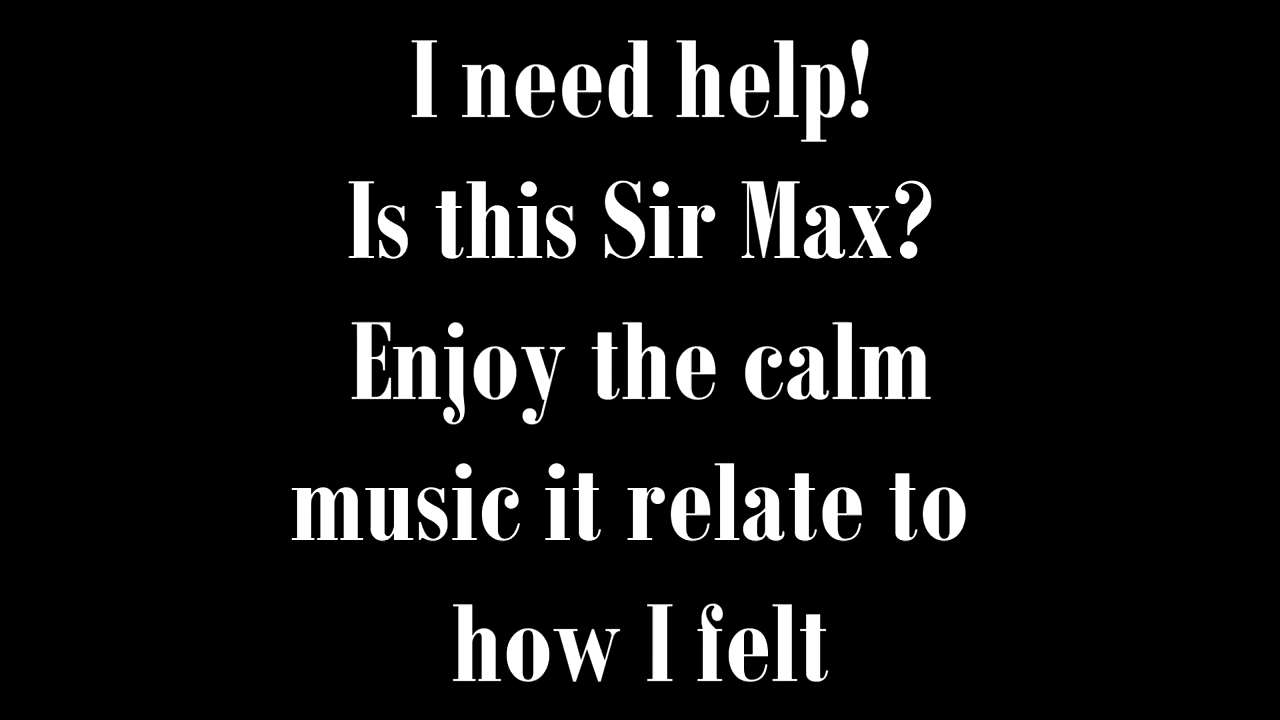 I need help!
Is this Sir Max?
Enjoy the calm
music it relate to
how I felt